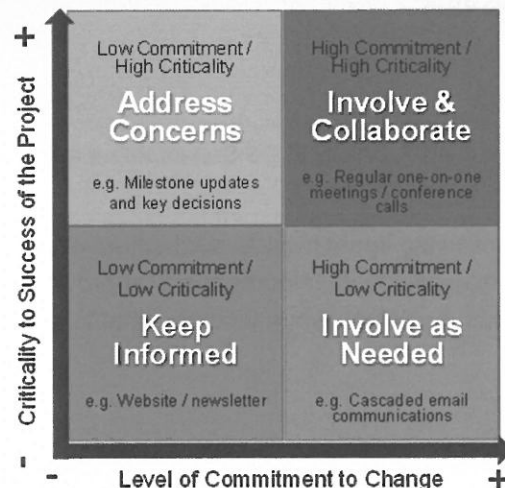 +
Criticality to Success of the Project
-
Low Commitment /
High Criticality
Address
Concerns
e.g. Milestone updates
and key decisions
High Commitment /
High Criticality
Involve &
Collaborate
e.g. Regular one-on-one
meetings / conference
calls
Low Commitment /
Low Criticality
Keep
Informed
e.g. Website / newsletter
High Commitment /
Low Criticality
Involve as
Needed
e.g. Cascaded email
communications
-
Level of Commitment to Change
+